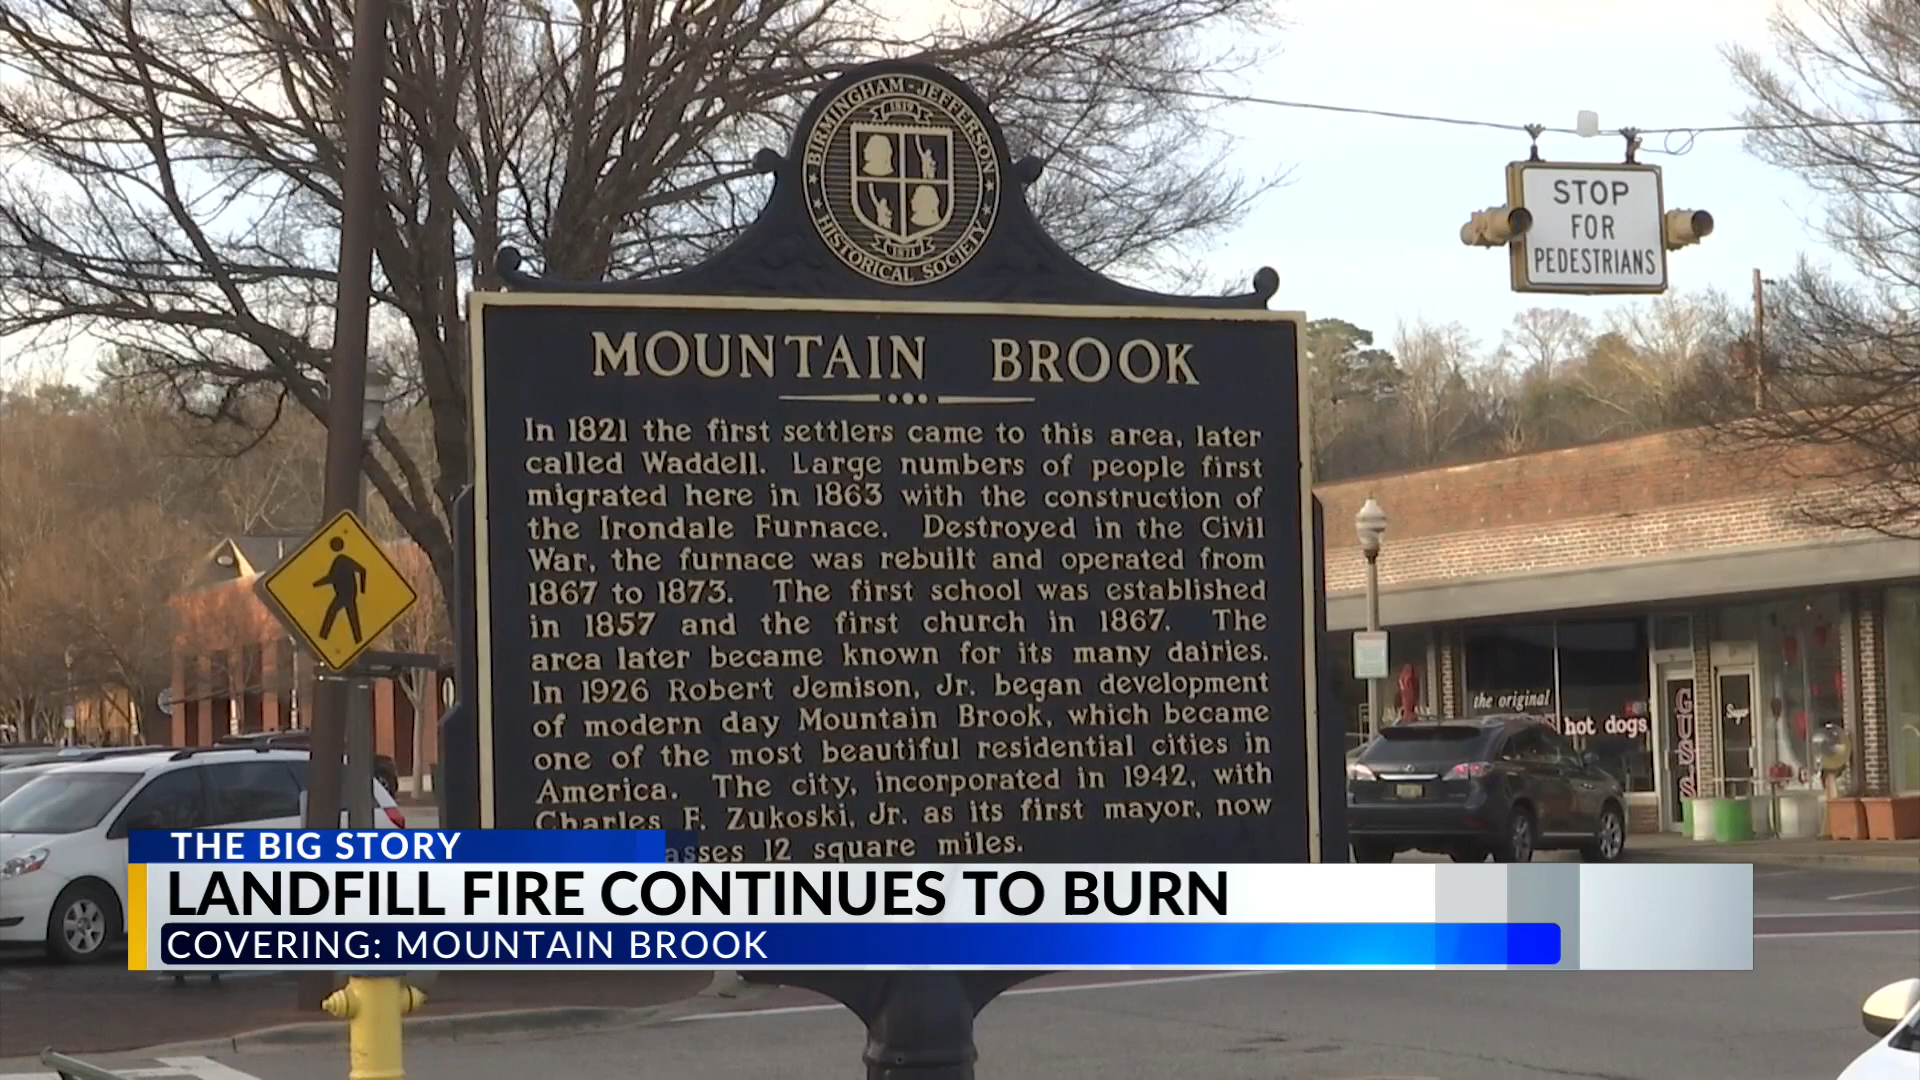 BIRMINGHAM-JEFFERSON
1819
1871
HISTORICAL SOCIETY
STOP
FOR
PEDESTRIANS
MOUNTAIN BROOK
In 1821 the first settlers came to this area, later
called Waddell. Large numbers of people first
migrated here in 1863 with the construction of
the Irondale Furnace. Destroyed in the Civil
War, the furnace was rebuilt and operated from
1867 to 1873. The first school was established
in 1857 and the first church in 1867. The
area later became known for its many dairies.
In 1926 Robert Jemison, Jr. began development
of modern day Mountain Brook, which became
one of the most beautiful residential cities in
America. The city, incorporated in 1942, with
Charles F. Zukoski, Jr. as its first mayor, now
asses 12 square miles.
the original
hot dogs
GUS'S
THE BIG STORY
LANDFILL FIRE CONTINUES TO BURN
COVERING: MOUNTAIN BROOK